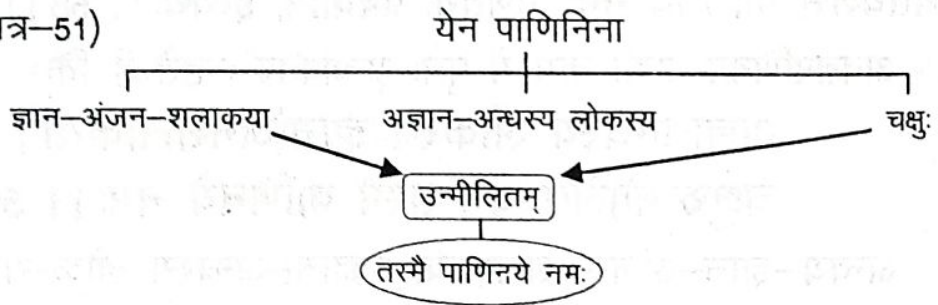 त्र–51)
येन पाणिनिना
ज्ञान–अंजन–शलाकया अज्ञान–अन्धस्य लोकस्य चक्षुः
उन्मीलितम्
तस्मै पाणिनये नमः